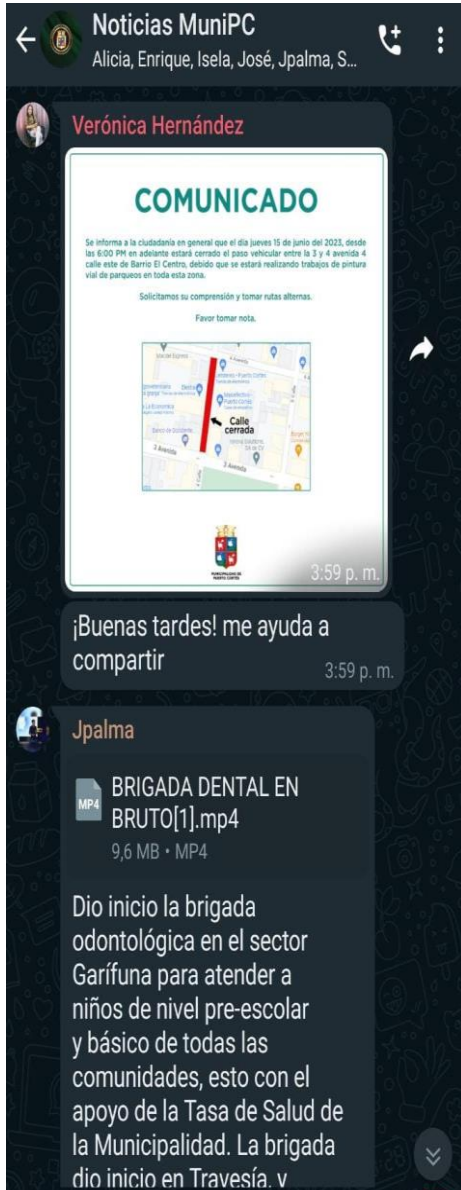 Noticias MuniPC
Alicia, Enrique, Isela, José, Jpalma, S...
Verónica Hernández
COMUNICADO
Se informa a la ciudadanía en general que el día jueves 15 de junio del 2023, desde
las 6:00 PM en adelante estará cerrado el paso vehicular entre la 3 y 4 avenida 4
calle este de Barrio El Centro, debido que se estará realizando trabajos de pintura
vial de parqueos en toda esta zona.
Solicitamos su comprensión y tomar rutas alternas.
Favor tomar nota.
Calle
cerrada
3 Avenida
3 Avenida
MUNICIPALIDAD DE
PUERTO CORTÉS
3:59 p. m.
¡Buenas tardes! me ayuda a
compartir
3:59 p. m.
Jpalma
MP4
BRIGADA DENTAL EN
BRUTO[1].mp4
9,6 MB • MP4
Dio inicio la brigada
odontológica en el sector
Garífuna para atender a
niños de nivel pre-escolar
y básico de todas las
comunidades, esto con el
apoyo de la Tasa de Salud de
la Municipalidad. La brigada
dio inicio en Travesía, y